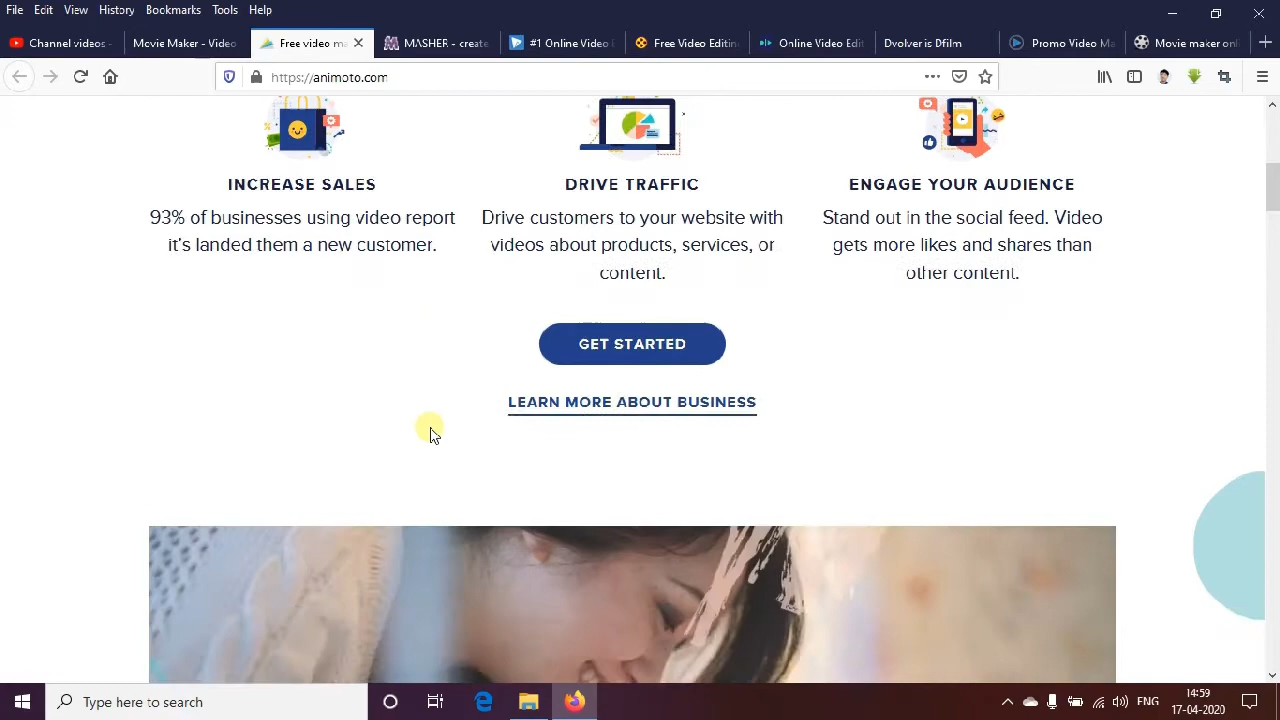 File Edit View History Bookmarks Tools Help
Channel videos - Movie Maker - Video Free video ma MASHER - create #1 Online Video Free Video Editin Online Video Edit Dvolver is Dfilm Promo Video Ma Movie maker onl
https://animoto.com
INCREASE SALES
93% of businesses using video report
it's landed them a new customer.
DRIVE TRAFFIC
Drive customers to your website with
videos about products, services, or
content.
ENGAGE YOUR AUDIENCE
Stand out in the social feed. Video
gets more likes and shares than
other content.
GET STARTED
LEARN MORE ABOUT BUSINESS
Type here to search
ENG
14:59
17-04-2020